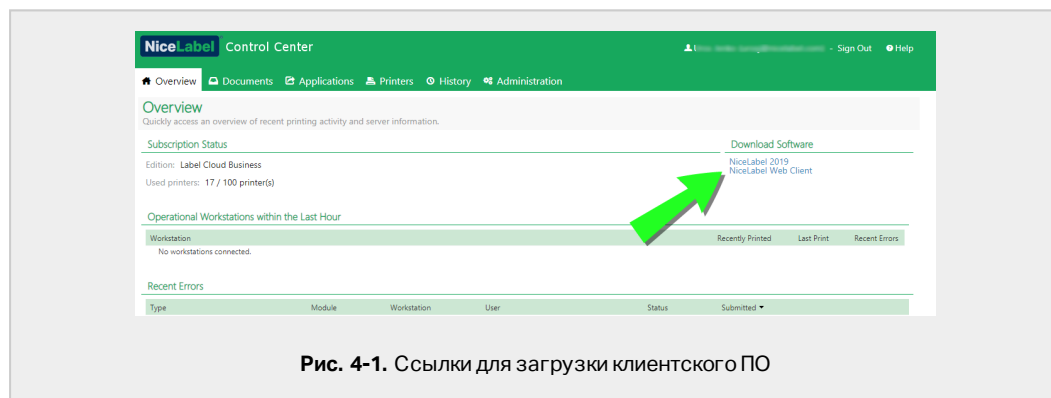 NiceLabel Control Center
- Sign Out Help
Overview Documents Applications Printers History Administration
Overview
Quickly access an overview of recent printing activity and server information.
Subscription Status
Edition: Label Cloud Business
Used printers: 17 / 100 printer(s)
Download Software
NiceLabel 2019
NiceLabel Web Client
Operational Workstations within the Last Hour
Workstation Recently Printed Last Print Recent Errors
No workstations connected.
Recent Errors
Type Module Workstation User Status Submitted
Рис. 4-1. Ссылки для загрузки клиентского ПО